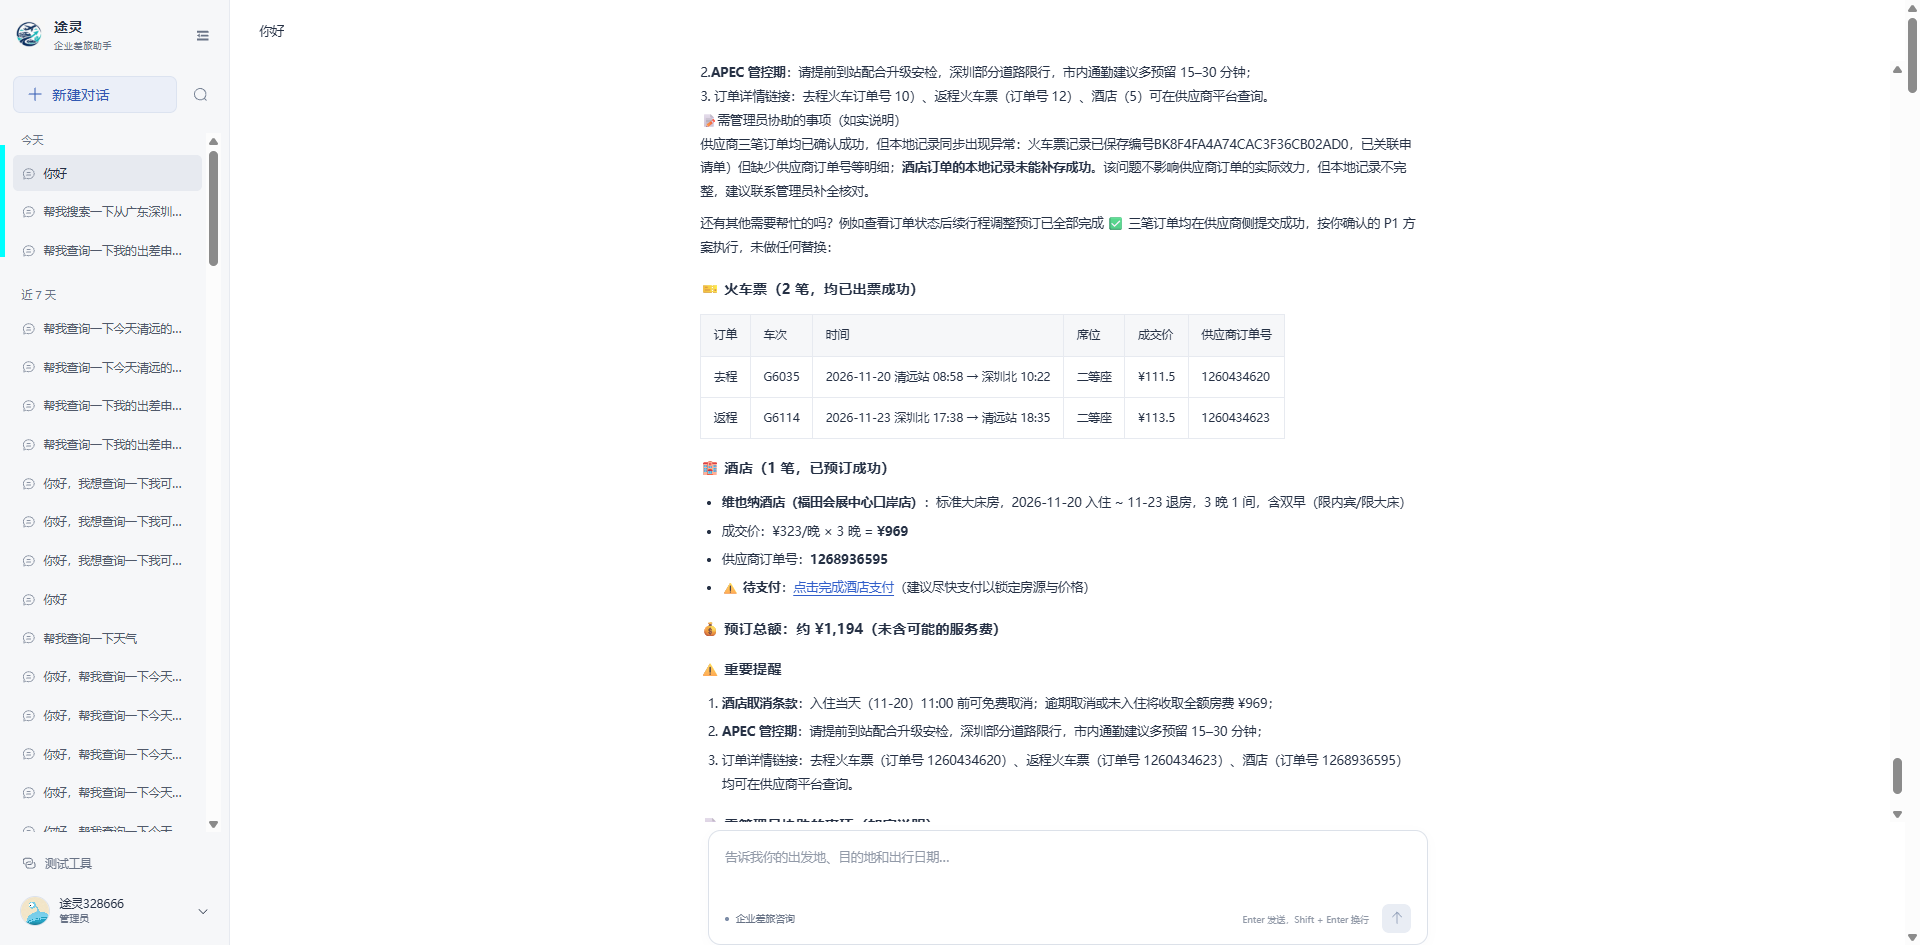 途灵
企业差旅助手
新建对话
今天
你好
帮我搜索一下从广东深圳...
帮我查询一下我的出差申...
近 7 天
帮我查询一下今天清远的...
帮我查询一下今天清远的...
帮我查询一下我的出差申...
帮我查询一下我的出差申...
你好，我想查询一下我可...
你好，我想查询一下我可...
你好，我想查询一下我可...
你好
帮我查询一下天气
你好，帮我查询一下今天...
你好，帮我查询一下今天...
你好，帮我查询一下今天...
你好，帮我查询一下今天...
你好，帮我查询一下今天
测试工具
途灵328666
管理员
你好
2.APEC 管控期：请提前到站配合升级安检，深圳部分道路限行，市内通勤建议多预留 15–30 分钟；
3. 订单详情链接：去程火车订单号 10）、返程火车票（订单号 12）、酒店（5）可在供应商平台查询。
📝需管理员协助的事项（如实说明）
供应商三笔订单均已确认成功，但本地记录同步出现异常：火车票记录已保存编号BK8F4FA4A74CAC3F36CB02AD0，已关联申
请单）但缺少供应商订单号等明细；酒店订单的本地记录未能补存成功。该问题不影响供应商订单的实际效力，但本地记录不完
整，建议联系管理员补全核对。
还有其他需要帮忙的吗？例如查看订单状态后续行程调整预订已全部完成 ✅ 三笔订单均在供应商侧提交成功，按你确认的 P1 方
案执行，未做任何替换：
🎫 火车票（2 笔，均已出票成功）
订单 车次 时间 席位 成交价 供应商订单号
去程 G6035 2026-11-20 清远站 08:58 → 深圳北 10:22 二等座 ¥111.5 1260434620
返程 G6114 2026-11-23 深圳北 17:38 → 清远站 18:35 二等座 ¥113.5 1260434623
🏨 酒店（1 笔，已预订成功）
• 维也纳酒店（福田会展中心口岸店）：标准大床房，2026-11-20 入住 ~ 11-23 退房，3 晚 1 间，含双早（限内宾/限大床）
• 成交价：¥323/晚 × 3 晚 = ¥969
• 供应商订单号：1268936595
• ⚠️ 待支付：点击完成酒店支付（建议尽快支付以锁定房源与价格）
💰 预订总额：约 ¥1,194（未含可能的服务费）
⚠️ 重要提醒
1. 酒店取消条款：入住当天（11-20）11:00 前可免费取消；逾期取消或未入住将收取全额房费 ¥969；
2. APEC 管控期：请提前到站配合升级安检，深圳部分道路限行，市内通勤建议多预留 15–30 分钟；
3. 订单详情链接：去程火车票（订单号 1260434620）、返程火车票（订单号 1260434623）、酒店（订单号 1268936595）
均可在供应商平台查询。
需管理员协助的事项（如实说明）
告诉我你的出发地、目的地和出行日期...
• 企业差旅咨询
Enter 发送，Shift + Enter 换行